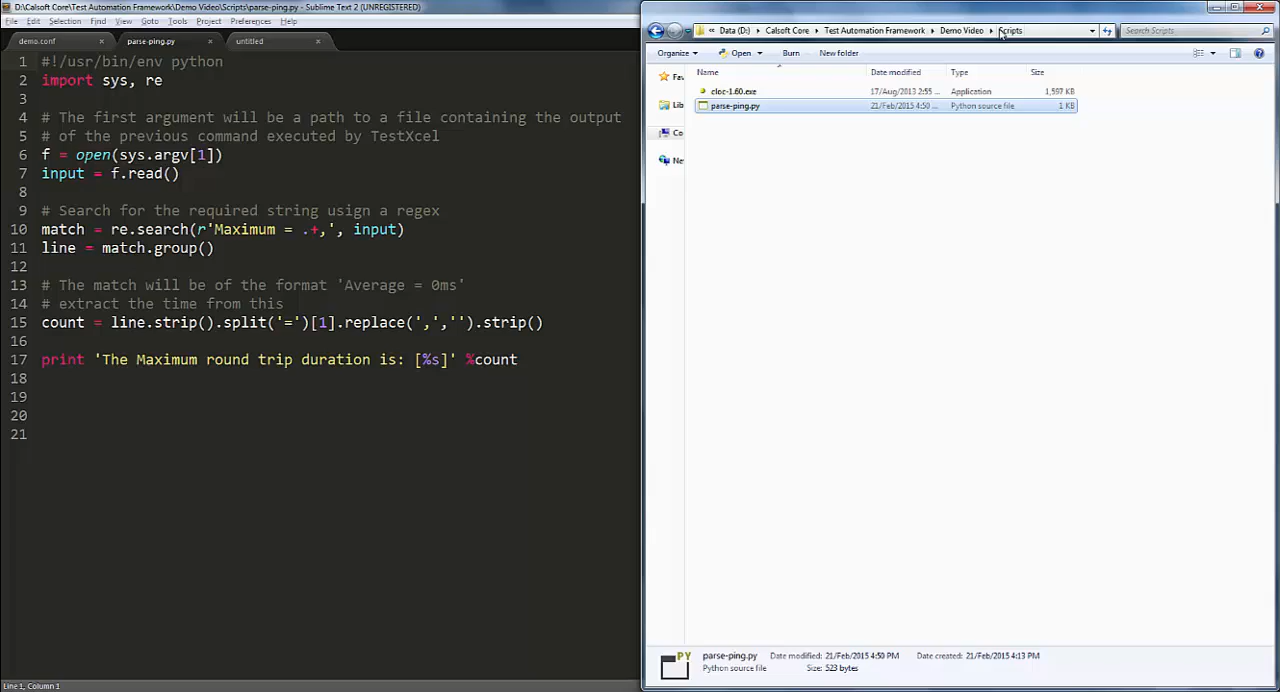 D:\Calsoft Core\Test Automation Framework\Demo Video\Scripts\parse-ping.py - Sublime Text 2 (UNREGISTERED)
File Edit Selection Find View Goto Tools Project Preferences Help
demo.conf parse-ping.py untitled
1 #!/usr/bin/env python
2 import sys, re
3
4 # The first argument will be a path to a file containing the output
5 # of the previous command executed by TestXcel
6 f = open(sys.argv[1])
7 input = f.read()
8
9 # Search for the required string usign a regex
10 match = re.search(r'Maximum = .+,', input)
11 line = match.group()
12
13 # The match will be of the format 'Average = 0ms'
14 # extract the time from this
15 count = line.strip().split('=')[1].replace(',','').strip()
16
17 print 'The Maximum round trip duration is: [%s]' %count
18
19
20
21
Line 1, Column 1
« Data (D:) Calsoft Core Test Automation Framework Demo Video Scripts Search Scripts
Organize Open Burn New folder
Name Date modified Type Size
cloc-1.60.exe 17/Aug/2013 2:55 ... Application 1,597 KB
parse-ping.py 21/Feb/2015 4:50 ... Python source file 1 KB
Fav
Lib
Co
Ne
parse-ping.py Date modified: 21/Feb/2015 4:50 PM Date created: 21/Feb/2015 4:13 PM
Python source file Size: 523 bytes
PY